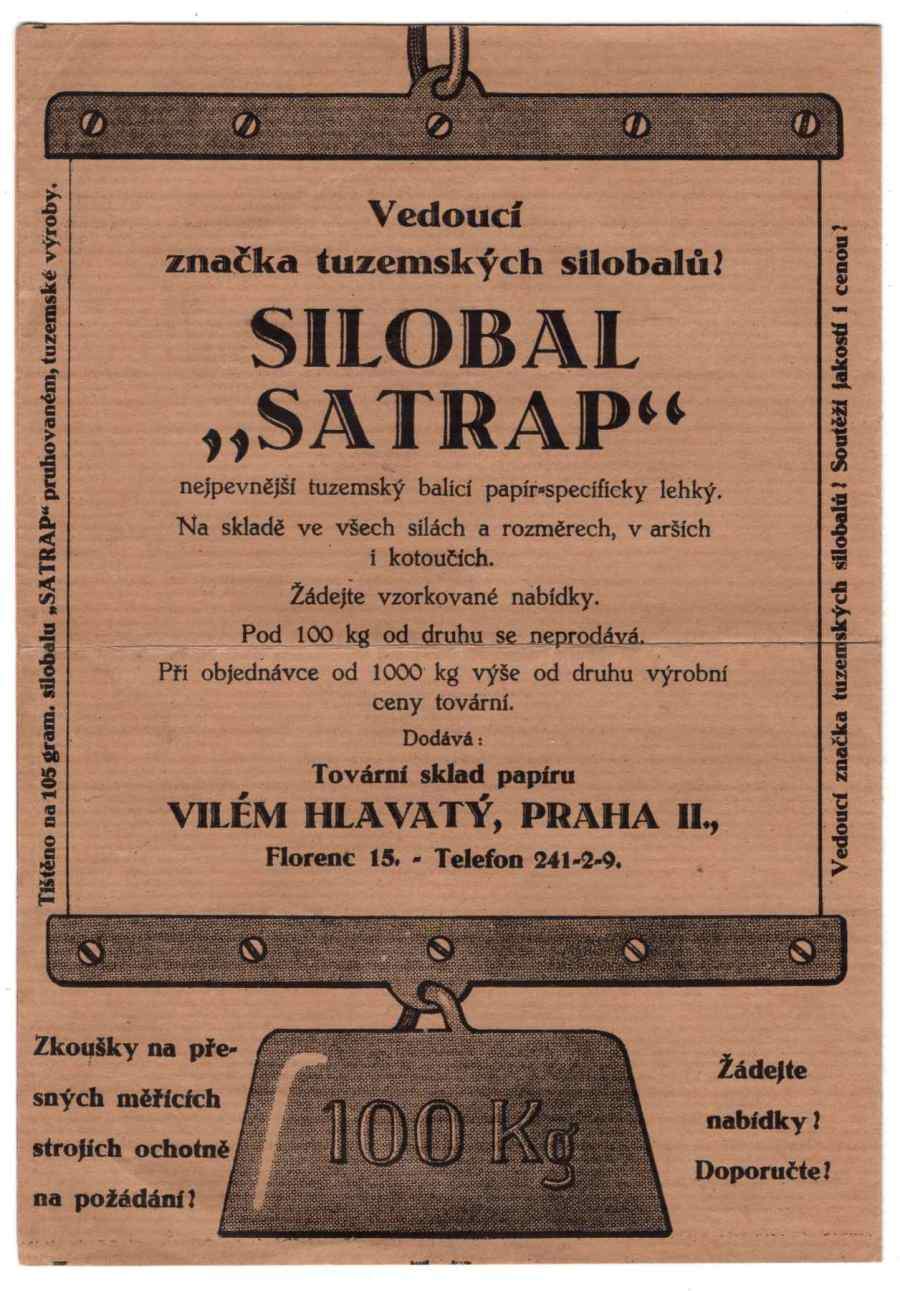 Vedoucí
značka tuzemských silobalů!
SILOBAL
„SATRAP“
nejpevnější tuzemský balicí papír-specificky lehký.
Na skladě ve všech silách a rozměrech, v arších
i kotoučích.
Žádejte vzorkované nabídky.
Pod 100 kg od druhu se neprodává.
Při objednávce od 1000 kg výše od druhu výrobní
ceny tovární.
Dodává:
Tovární sklad papíru
VILÉM HLAVATÝ, PRAHA II.,
Florenc 15. - Telefon 241-2-9.
Tištěno na 105 gram. silobalu „SATRAP“ pruhovaném, tuzemské výroby.
Vedoucí značka tuzemských silobalů! Soutěží jakostí i cenou!
Zkoušky na pře-
sných měřících
strojích ochotně
na požádání!
100 Kg
Žádejte
nabídky!
Doporučte!